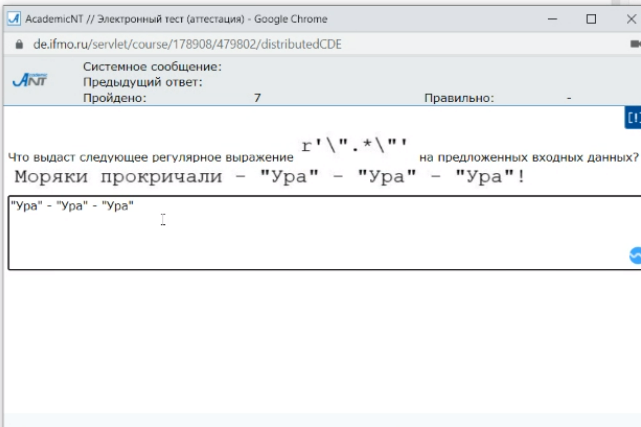 AcademicNT // Электронный тест (аттестация) - Google Chrome
de.ifmo.ru/servlet/course/178908/479802/distributedCDE
Academic
ANT
Системное сообщение:
Предыдущий ответ:
Пройдено: 7 Правильно: -
[!]
Что выдаст следующее регулярное выражение r'\".*\"' на предложенных входных данных?
Моряки прокричали - "Ура" - "Ура" - "Ура"!
"Ура" - "Ура" - "Ура"